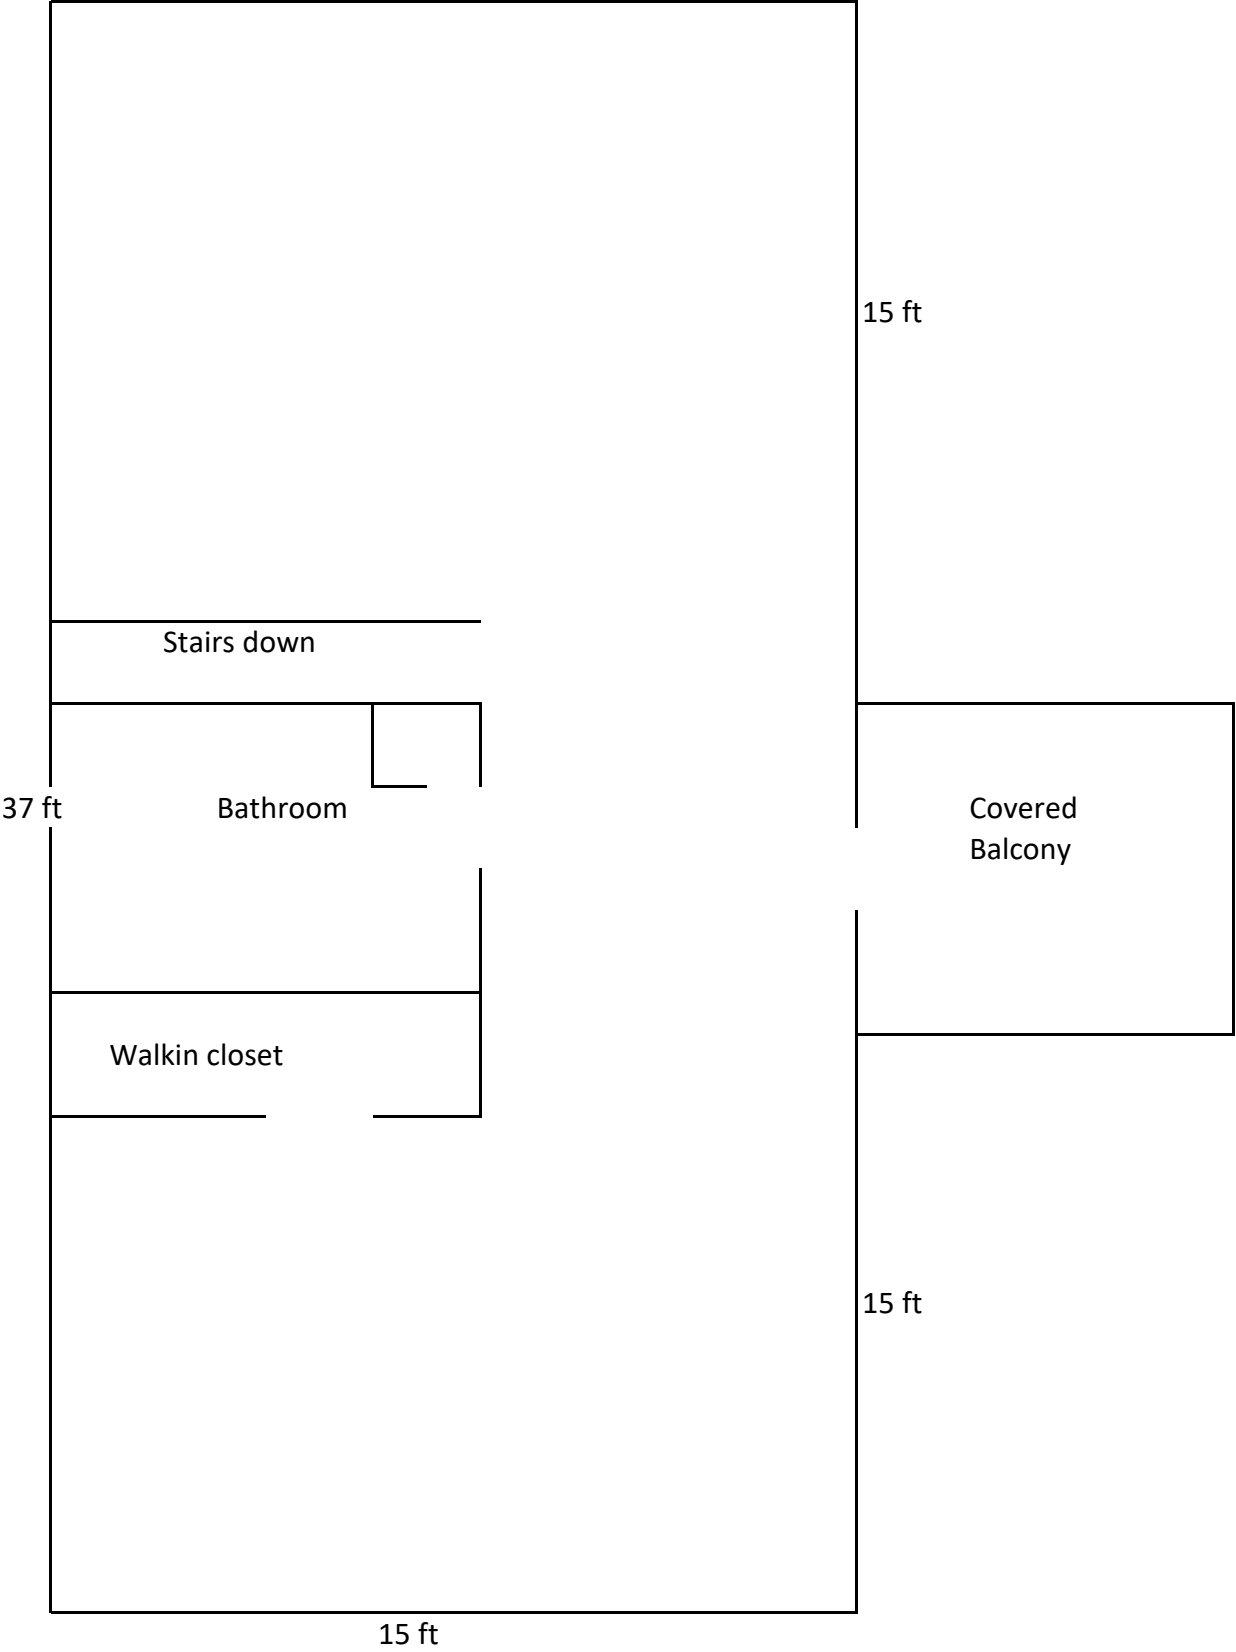 15 ft
Stairs down
37 ft
Bathroom
Covered
Balcony
Walkin closet
15 ft
15 ft